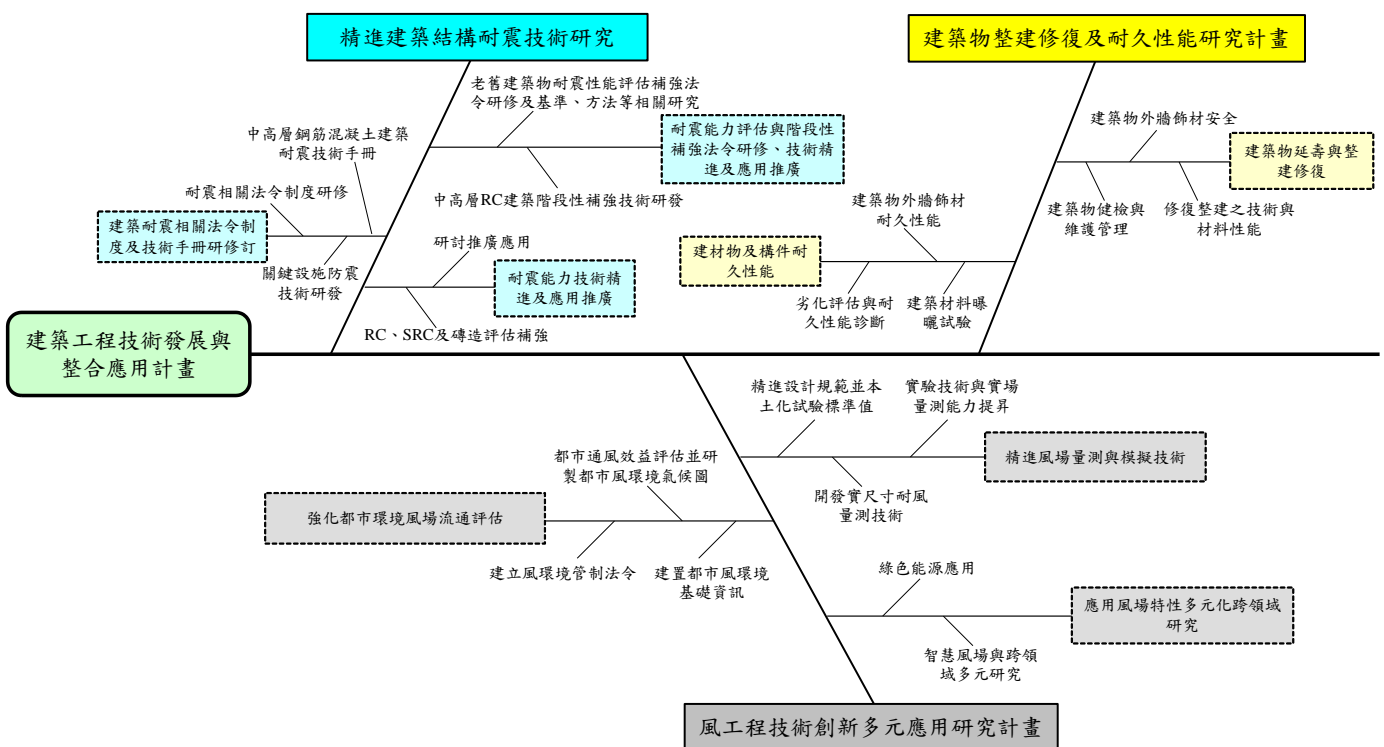 精進建築結構耐震技術研究
建築物整建修復及耐久性能研究計畫
老舊建築物耐震性能評估補強法
令研修及基準、方法等相關研究
中高層鋼筋混凝土建築
耐震技術手冊
耐震能力評估與階段性
補強法令研修、技術精
進及應用推廣
耐震相關法令制度研修
中高層RC建築階段性補強技術研發
建築耐震相關法令制
度及技術手冊研修訂
研討推廣應用
關鍵設施防震
技術研發
耐震能力技術精
進及應用推廣
RC、SRC及磚造評估補強
建築物外牆飾材安全
建築物延壽與整
建修復
建築物健檢與
維護管理
修復整建之技術與
材料性能
建築物外牆飾材
耐久性能
建材物及構件耐
久性能
劣化評估與耐
久性能診斷
建築材料曝
曬試驗
建築工程技術發展與
整合應用計畫
精進設計規範並本
土化試驗標準值
實驗技術與實場
量測能力提昇
精進風場量測與模擬技術
開發實尺寸耐風
量測技術
都市通風效益評估並研
製都市風環境氣候圖
強化都市環境風場流通評估
建立風環境管制法令
建置都市風環境
基礎資訊
綠色能源應用
應用風場特性多元化跨領域
研究
智慧風場與跨領
域多元研究
風工程技術創新多元應用研究計畫